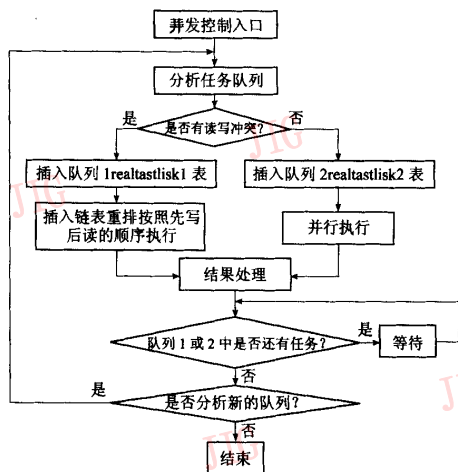 并发控制入口
分析任务队列
是
是否有读写冲突?
否
插入队列 1realtastlisk1 表
插入队列 2realtastlisk2 表
插入链表重排按照先写
后读的顺序执行
并行执行
结果处理
队列 1 或 2 中是否还有任务?
是
等待
否
是
是否分析新的队列?
否
结束
JIG
JIG
JIG
JIG